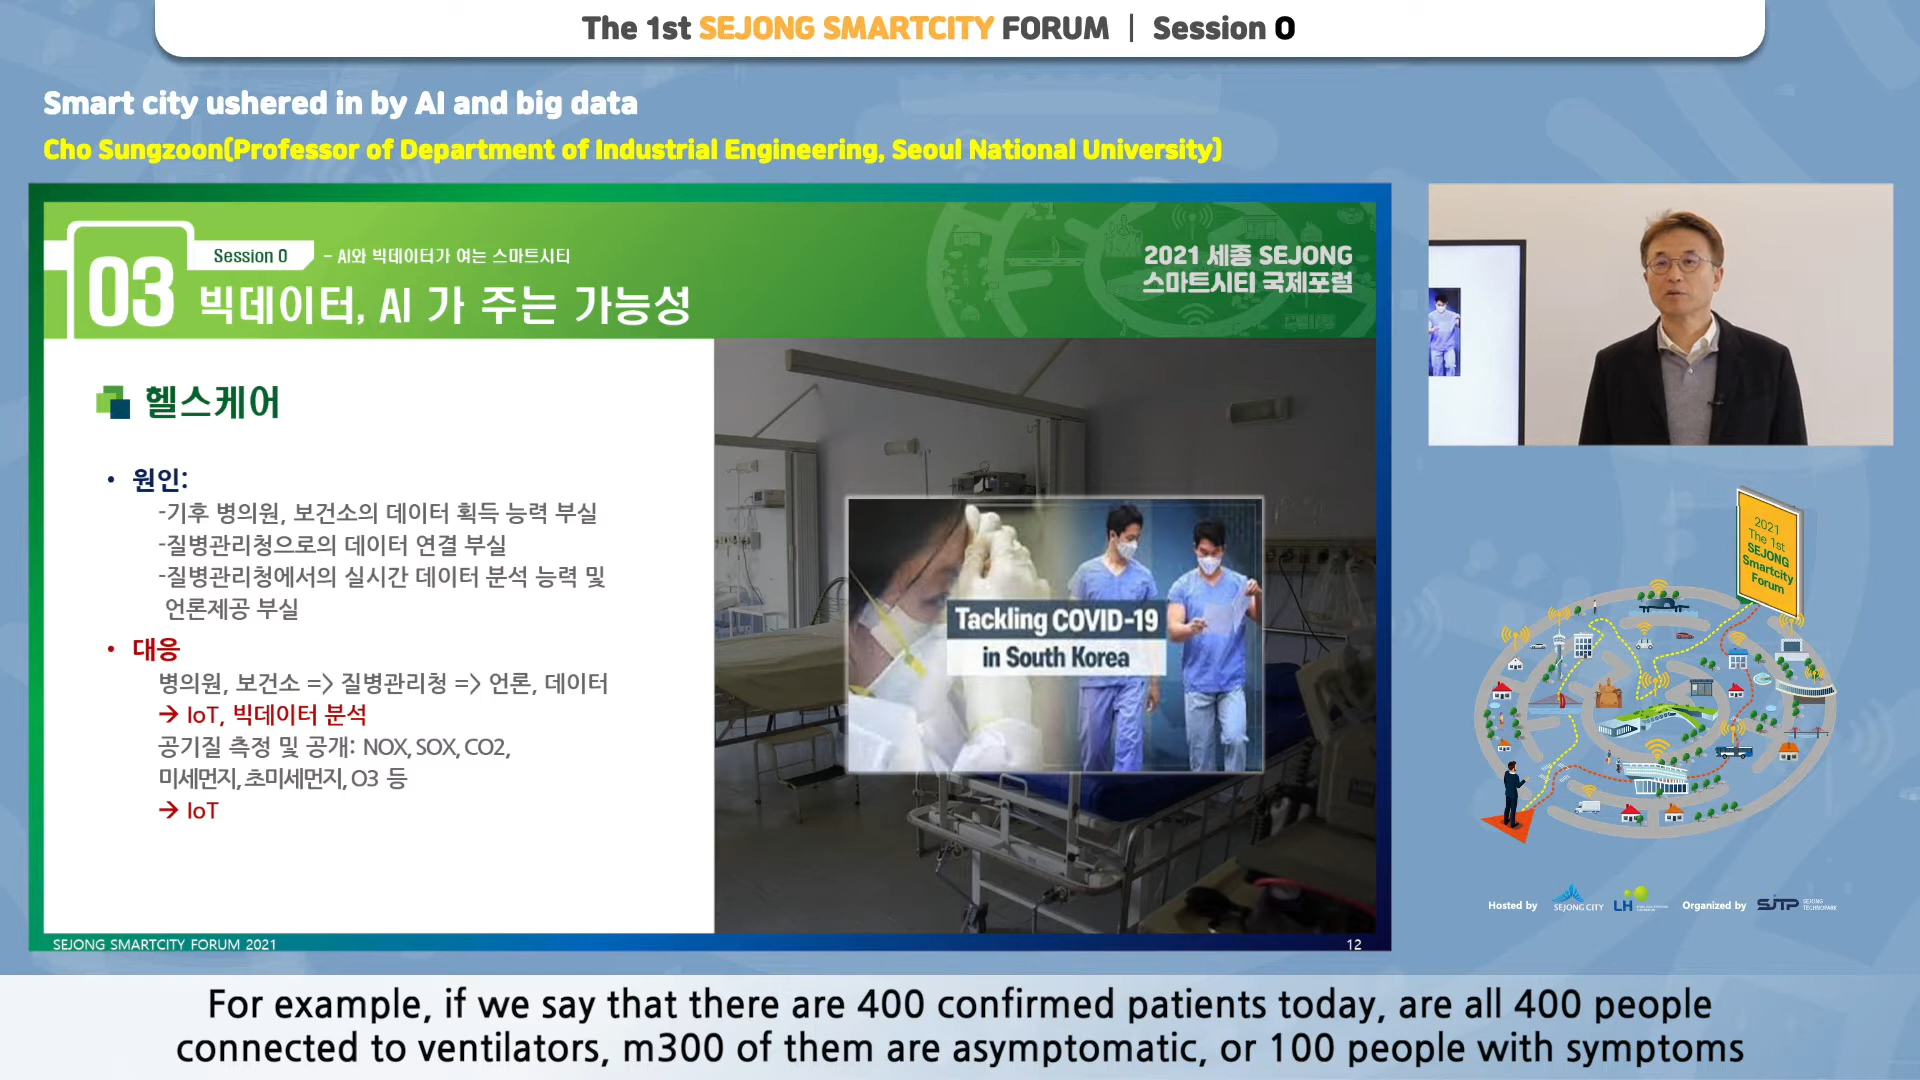 The 1st SEJONG SMARTCITY FORUM | Session 0
Smart city ushered in by AI and big data
Cho Sungzoon(Professor of Department of Industrial Engineering, Seoul National University)
03
Session 0
- AI와 빅데이터가 여는 스마트시티
빅데이터, AI 가 주는 가능성
2021 세종 SEJONG
스마트시티 국제포럼
헬스케어
• 원인:
-기후 병의원, 보건소의 데이터 획득 능력 부실
-질병관리청으로의 데이터 연결 부실
-질병관리청에서의 실시간 데이터 분석 능력 및
언론제공 부실
• 대응
병의원, 보건소 => 질병관리청 => 언론, 데이터
→ IoT, 빅데이터 분석
공기질 측정 및 공개: NOX, SOX, CO2,
미세먼지, 초미세먼지, O3 등
→ IoT
Tackling COVID-19
in South Korea
SEJONG SMARTCITY FORUM 2021
12
2021
The 1st
SEJONG
Smartcity
Forum
Hosted by
SEJONG CITY
LH
Organized by
SJTP
SEJONG
TECHNOPARK
For example, if we say that there are 400 confirmed patients today, are all 400 people
connected to ventilators, m300 of them are asymptomatic, or 100 people with symptoms